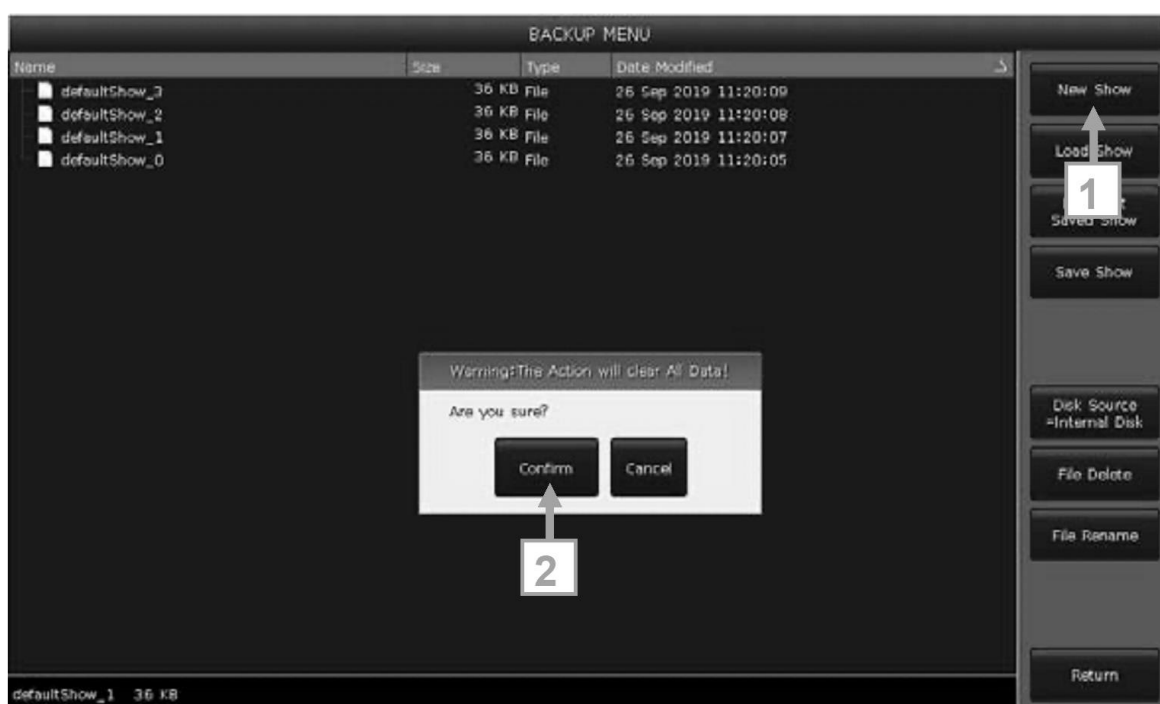 BACKUP MENU
Name Size Type Date Modified
defaultShow_3 36 KB File 26 Sep 2019 11:20:09
defaultShow_2 36 KB File 26 Sep 2019 11:20:08
defaultShow_1 36 KB File 26 Sep 2019 11:20:07
defaultShow_0 36 KB File 26 Sep 2019 11:20:05
New Show
Load Show
1
Saved Show
Save Show
Warning:The Action will clear All Data!
Are you sure?
Confirm Cancel
2
Disk Source
=Internal Disk
File Delete
File Rename
Return
defaultShow_1 36 KB